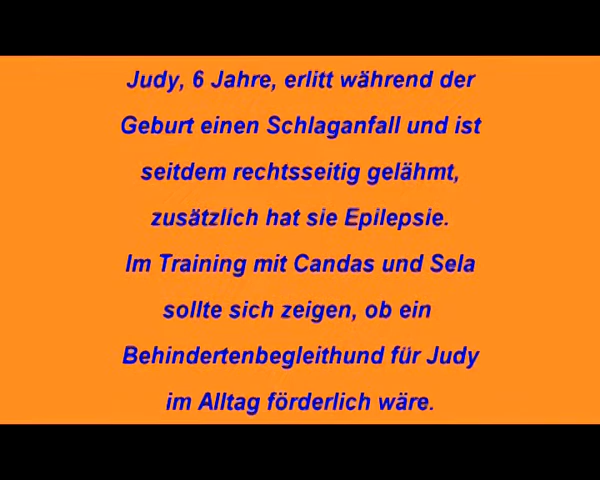 Judy, 6 Jahre, erlitt während der
Geburt einen Schlaganfall und ist
seitdem rechtsseitig gelähmt,
zusätzlich hat sie Epilepsie.
Im Training mit Candas und Sela
sollte sich zeigen, ob ein
Behindertenbegleithund für Judy
im Alltag förderlich wäre.